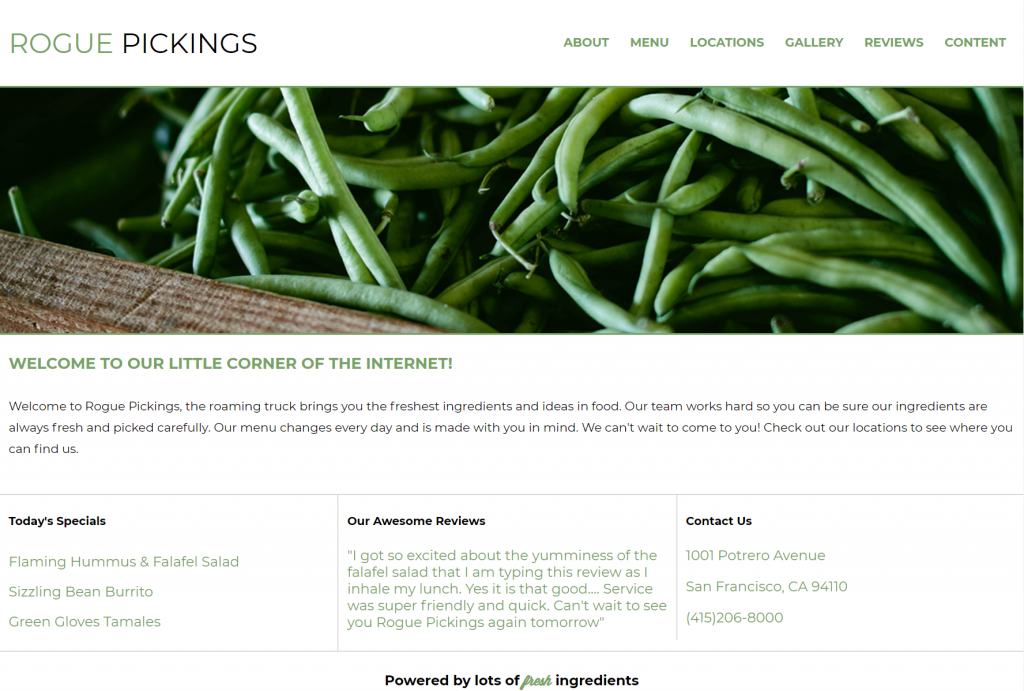 ROGUE PICKINGS
ABOUT MENU LOCATIONS GALLERY REVIEWS CONTENT
WELCOME TO OUR LITTLE CORNER OF THE INTERNET!
Welcome to Rogue Pickings, the roaming truck brings you the freshest ingredients and ideas in food. Our team works hard so you can be sure our ingredients are
always fresh and picked carefully. Our menu changes every day and is made with you in mind. We can't wait to come to you! Check out our locations to see where you
can find us.
Today's Specials
Flaming Hummus & Falafel Salad
Sizzling Bean Burrito
Green Gloves Tamales
Our Awesome Reviews
"I got so excited about the yumminess of the
falafel salad that I am typing this review as I
inhale my lunch. Yes it is that good.... Service
was super friendly and quick. Can't wait to see
you Rogue Pickings again tomorrow"
Contact Us
1001 Potrero Avenue
San Francisco, CA 94110
(415)206-8000
Powered by lots of fresh ingredients